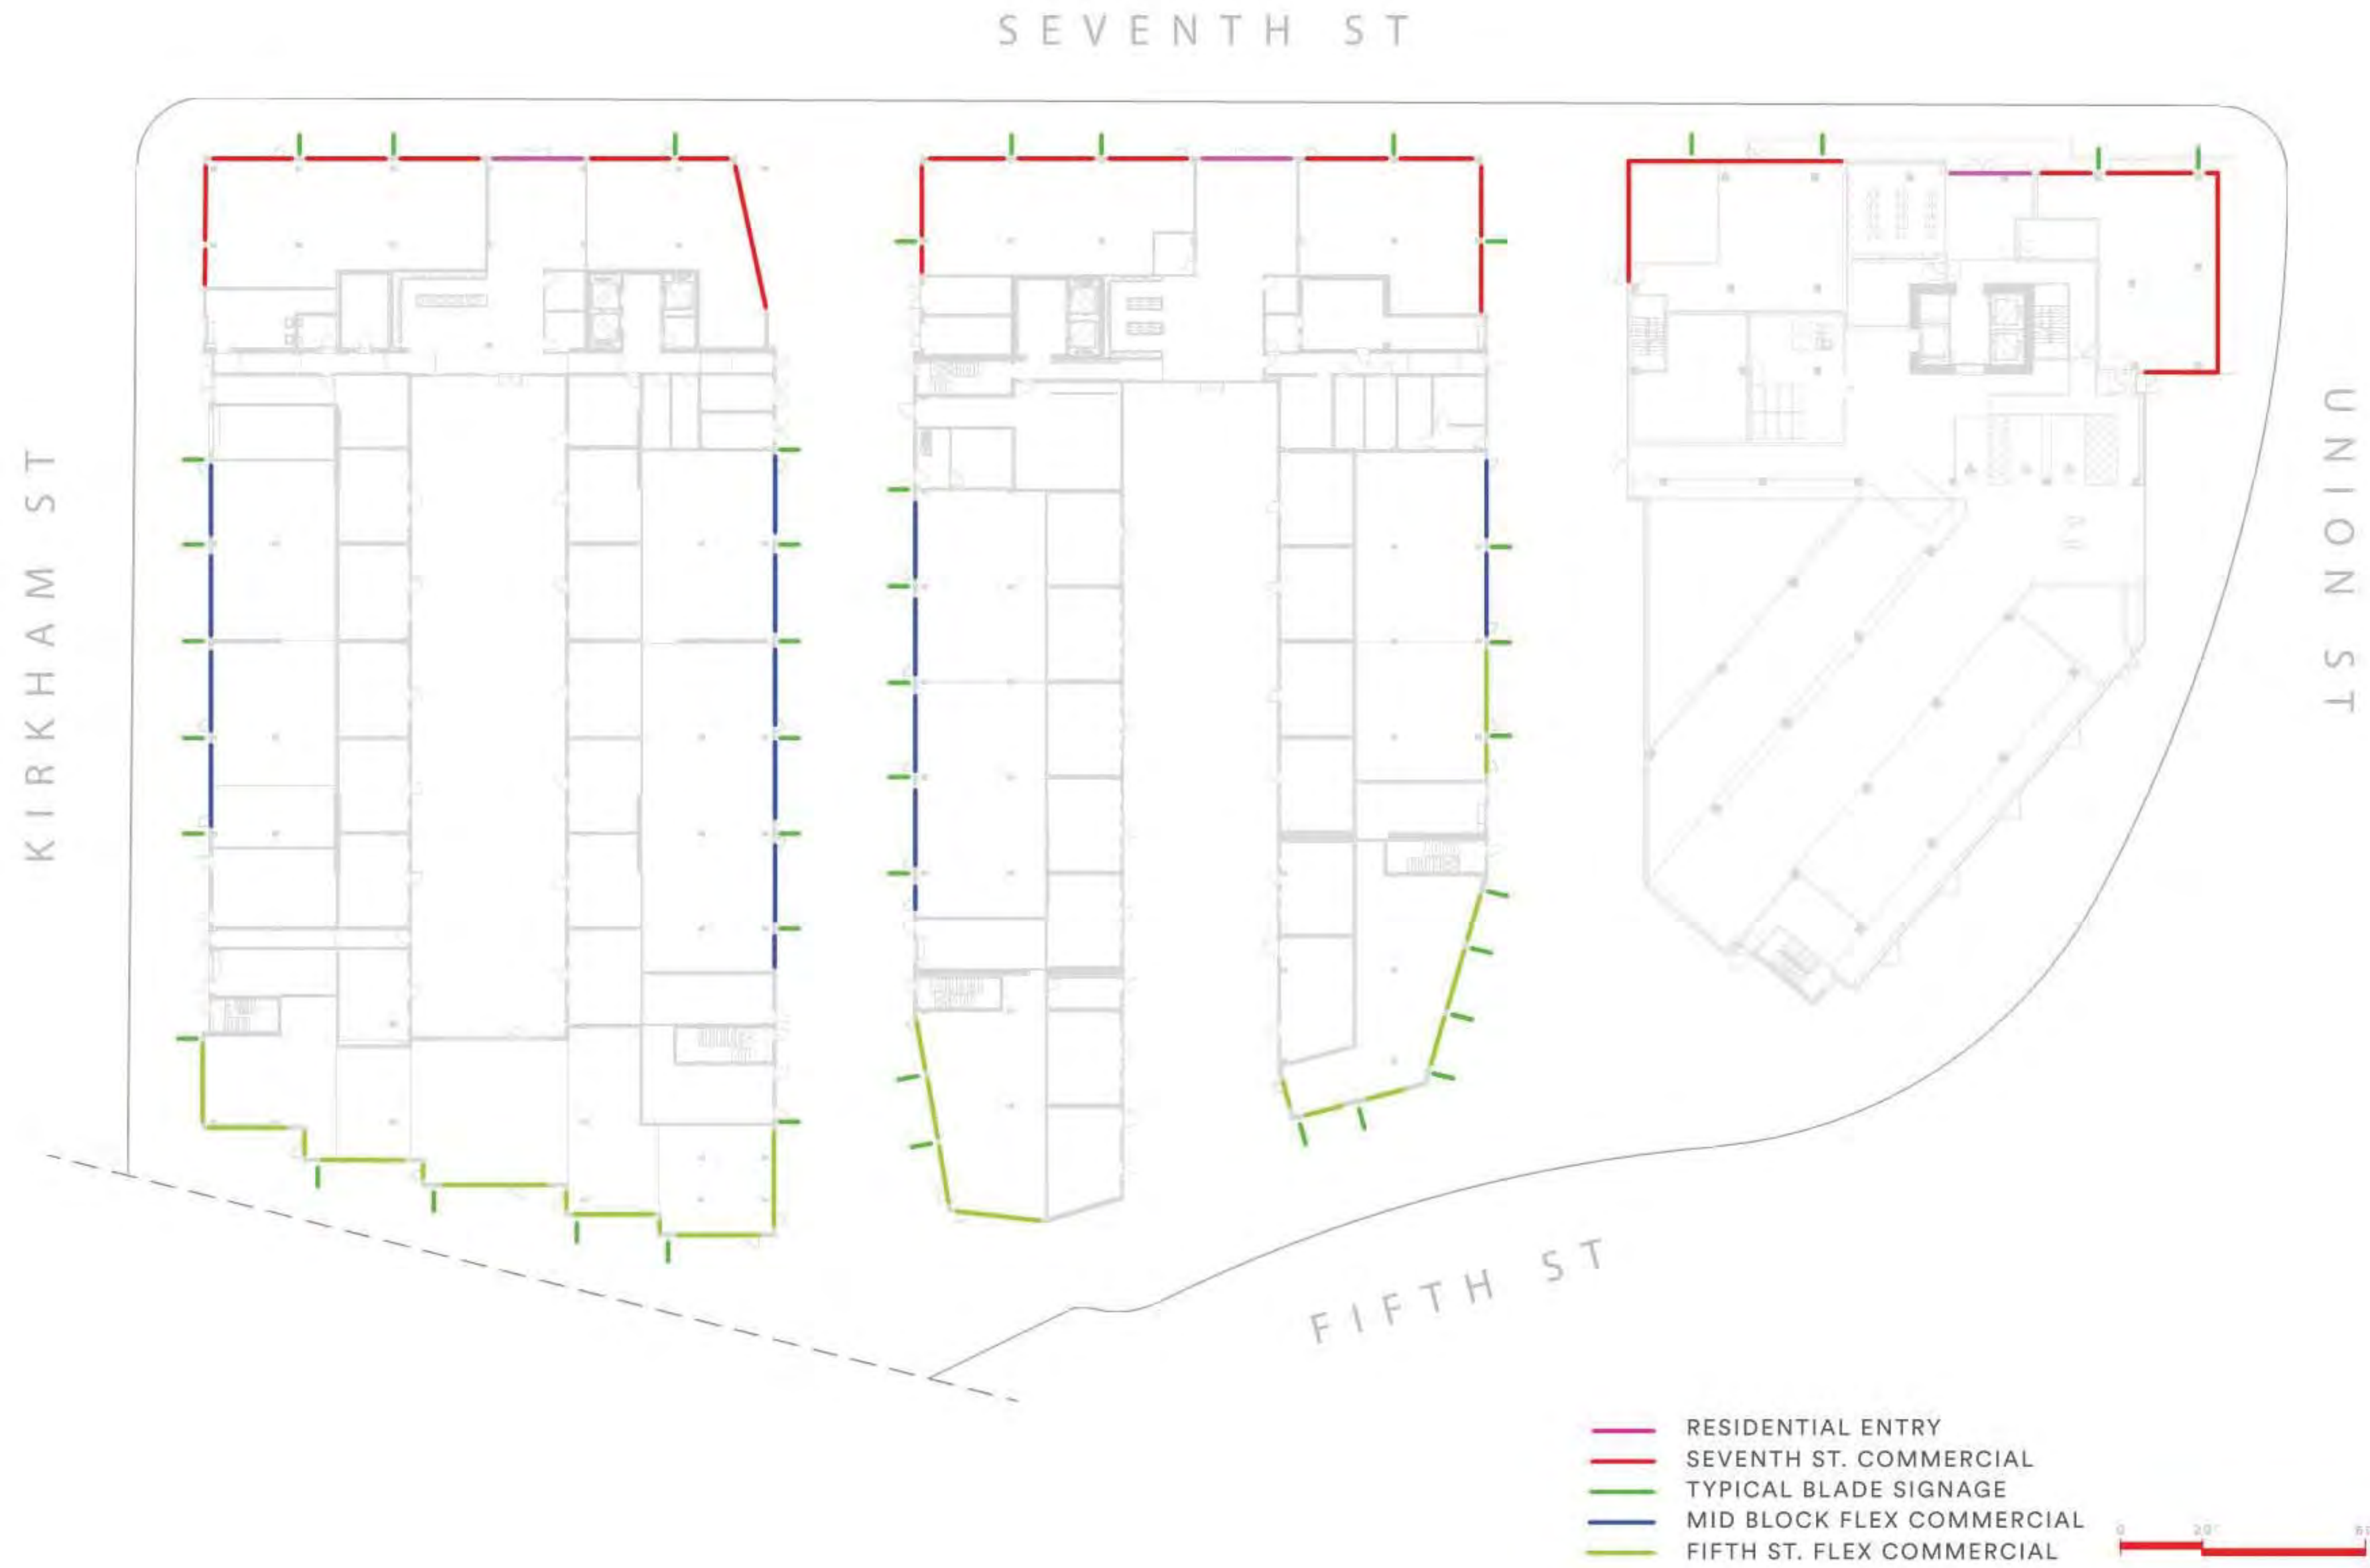 SEVENTH ST
KIRKHAM ST
UNION ST
FIFTH ST
RESIDENTIAL ENTRY
SEVENTH ST. COMMERCIAL
TYPICAL BLADE SIGNAGE
MID BLOCK FLEX COMMERCIAL
FIFTH ST. FLEX COMMERCIAL
0 20'